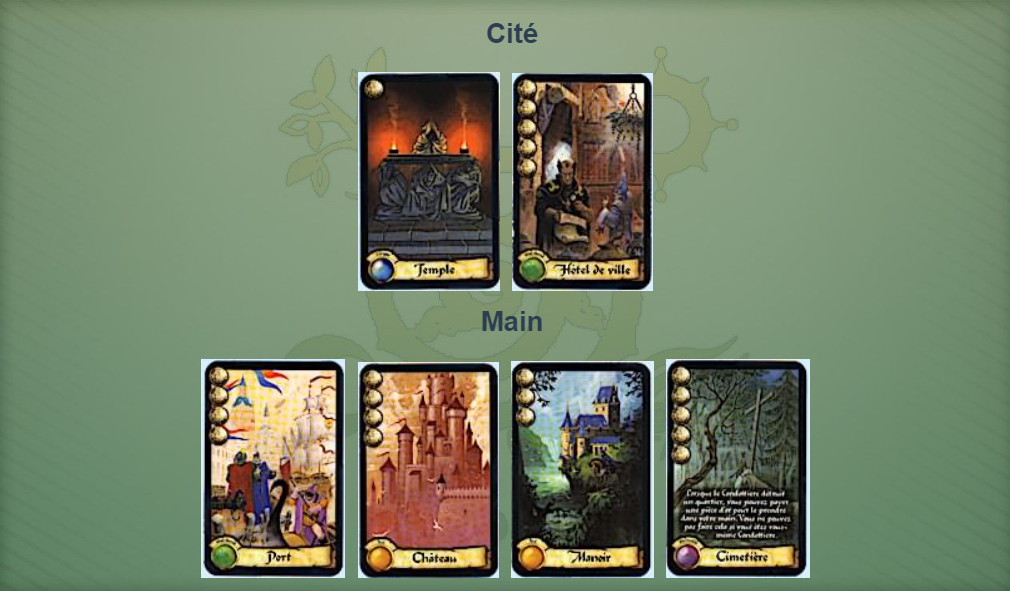 Cité
Temple
Hôtel de ville
Main
Port
Château
Manoir
Lorsque le Condottiere détruit
un quartier, vous pouvez payer
une pièce d'or pour le prendre
dans votre main. Vous ne pouvez
pas faire cela si vous êtes vous-
même Condottiere.
Cimetière